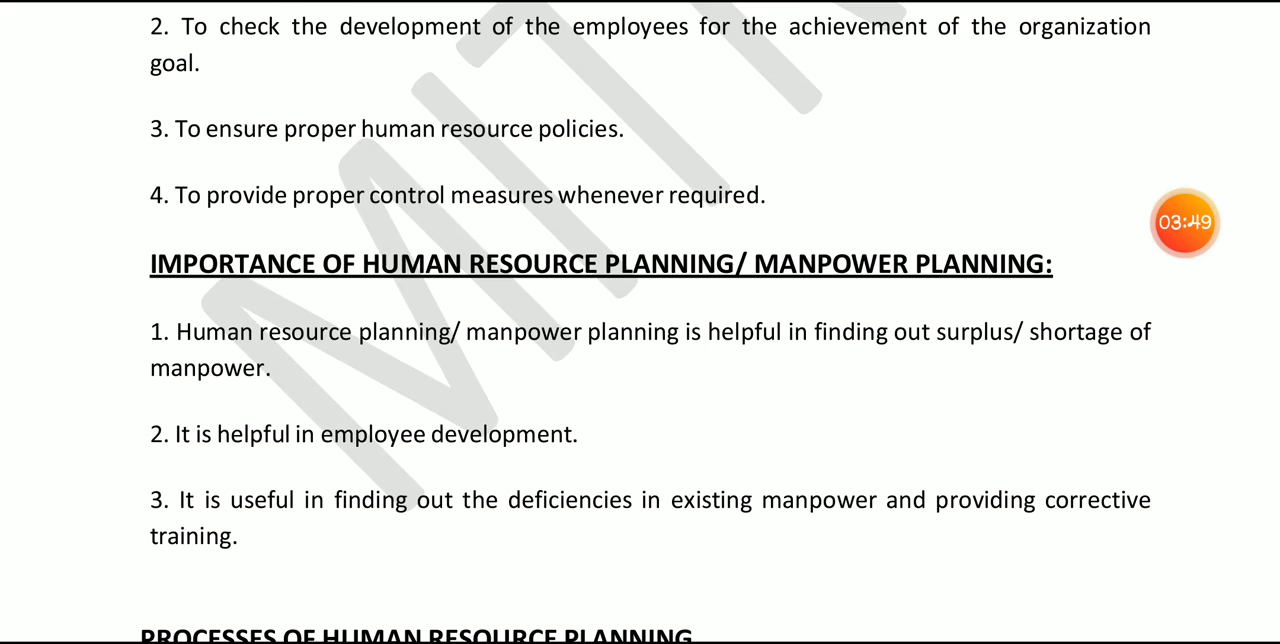 2. To check the development of the employees for the achievement of the organization
goal.
3. To ensure proper human resource policies.
4. To provide proper control measures whenever required.
03:49
IMPORTANCE OF HUMAN RESOURCE PLANNING/ MANPOWER PLANNING:
1. Human resource planning/ manpower planning is helpful in finding out surplus/ shortage of
manpower.
2. It is helpful in employee development.
3. It is useful in finding out the deficiencies in existing manpower and providing corrective
training.
PROCESSES OF HUMAN RESOURCE PLANNING